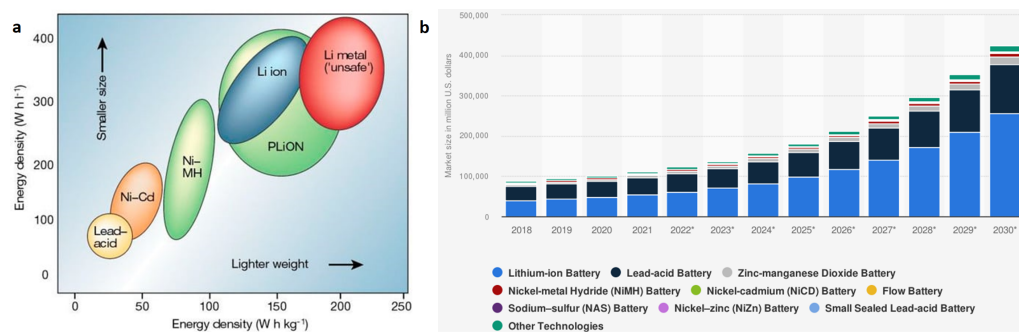 a
400
300
200
100
0
Energy density (W h l⁻¹)
Smaller size
Lead–
acid
Ni–Cd
Ni–
MH
Li ion
PLiON
Li metal
('unsafe')
Lighter weight
0 50 100 150 200 250
Energy density (W h kg⁻¹)
b
500,000
400,000
300,000
200,000
100,000
0
Market size in million U.S. dollars
2018 2019 2020 2021 2022* 2023* 2024* 2025* 2026* 2027* 2028* 2029* 2030*
Lithium-ion Battery Lead-acid Battery Zinc-manganese Dioxide Battery
Nickel-metal Hydride (NiMH) Battery Nickel-cadmium (NiCD) Battery Flow Battery
Sodium–sulfur (NAS) Battery Nickel–zinc (NiZn) Battery Small Sealed Lead-acid Battery
Other Technologies